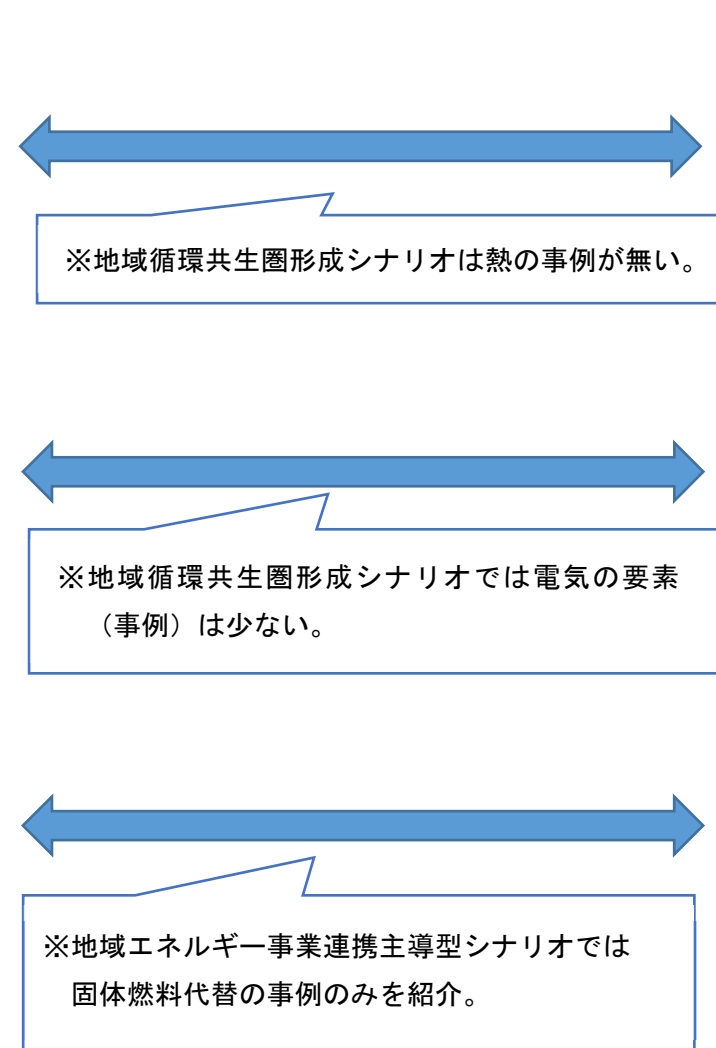 ※地域循環共生圏形成シナリオは熱の事例が無い。
※地域循環共生圏形成シナリオでは電気の要素
（事例）は少ない。
※地域エネルギー事業連携主導型シナリオでは
固体燃料代替の事例のみを紹介。